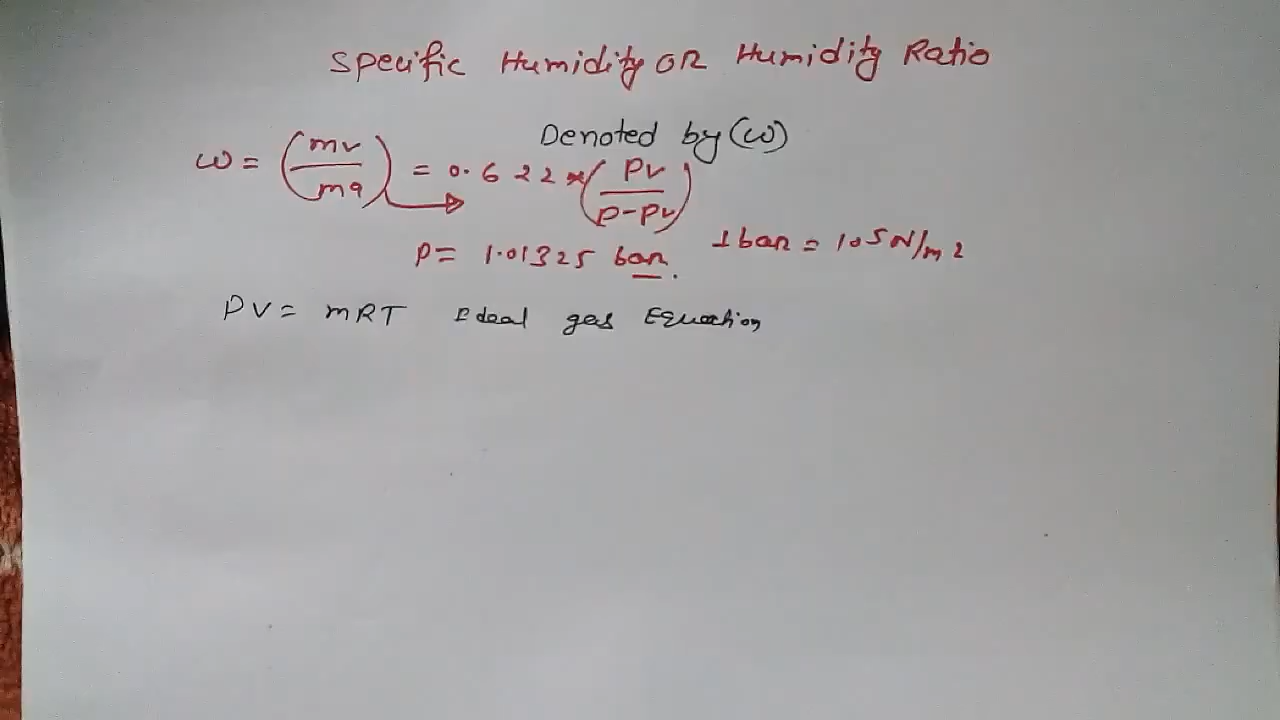 Specific Humidity OR Humidity Ratio
Denoted by (ω)
ω = (mv/ma) = 0.622 × (Pv/P-Pv)
P = 1.01325 bar. 1 bar = 105 N/m2
PV = mRT Ideal gas Equation